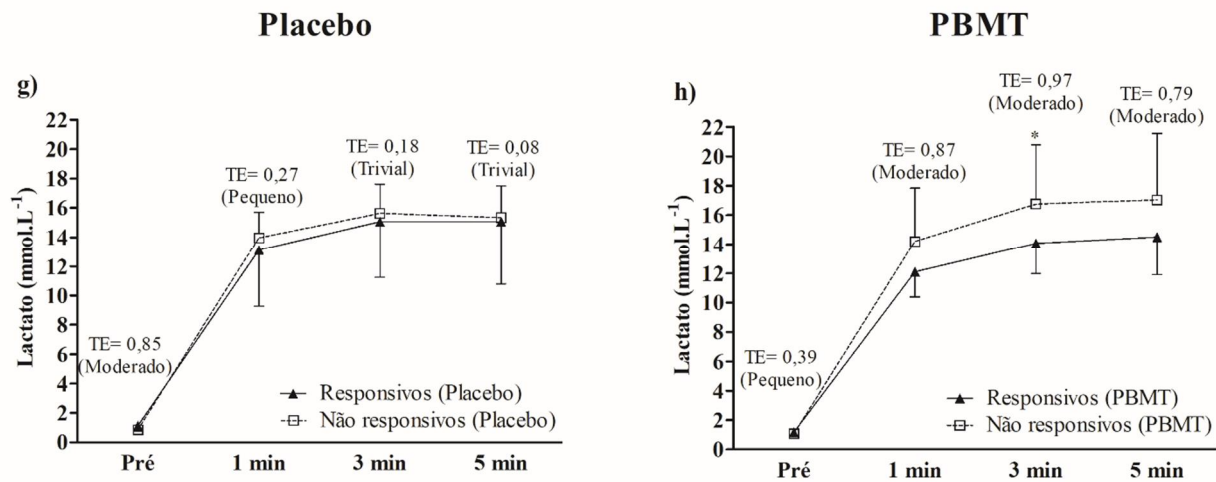 Placebo
g)
Lactato (mmol.L⁻¹)
22
20
18
16
14
12
10
8
6
4
2
0
TE= 0,85
(Moderado)
TE= 0,27
(Pequeno)
TE= 0,18
(Trivial)
TE= 0,08
(Trivial)
Responsivos (Placebo)
Não responsivos (Placebo)
Pré 1 min 3 min 5 min
PBMT
h)
Lactato (mmol.L⁻¹)
22
20
18
16
14
12
10
8
6
4
2
0
TE= 0,39
(Pequeno)
TE= 0,87
(Moderado)
TE= 0,97
(Moderado)
*
TE= 0,79
(Moderado)
Responsivos (PBMT)
Não responsivos (PBMT)
Pré 1 min 3 min 5 min